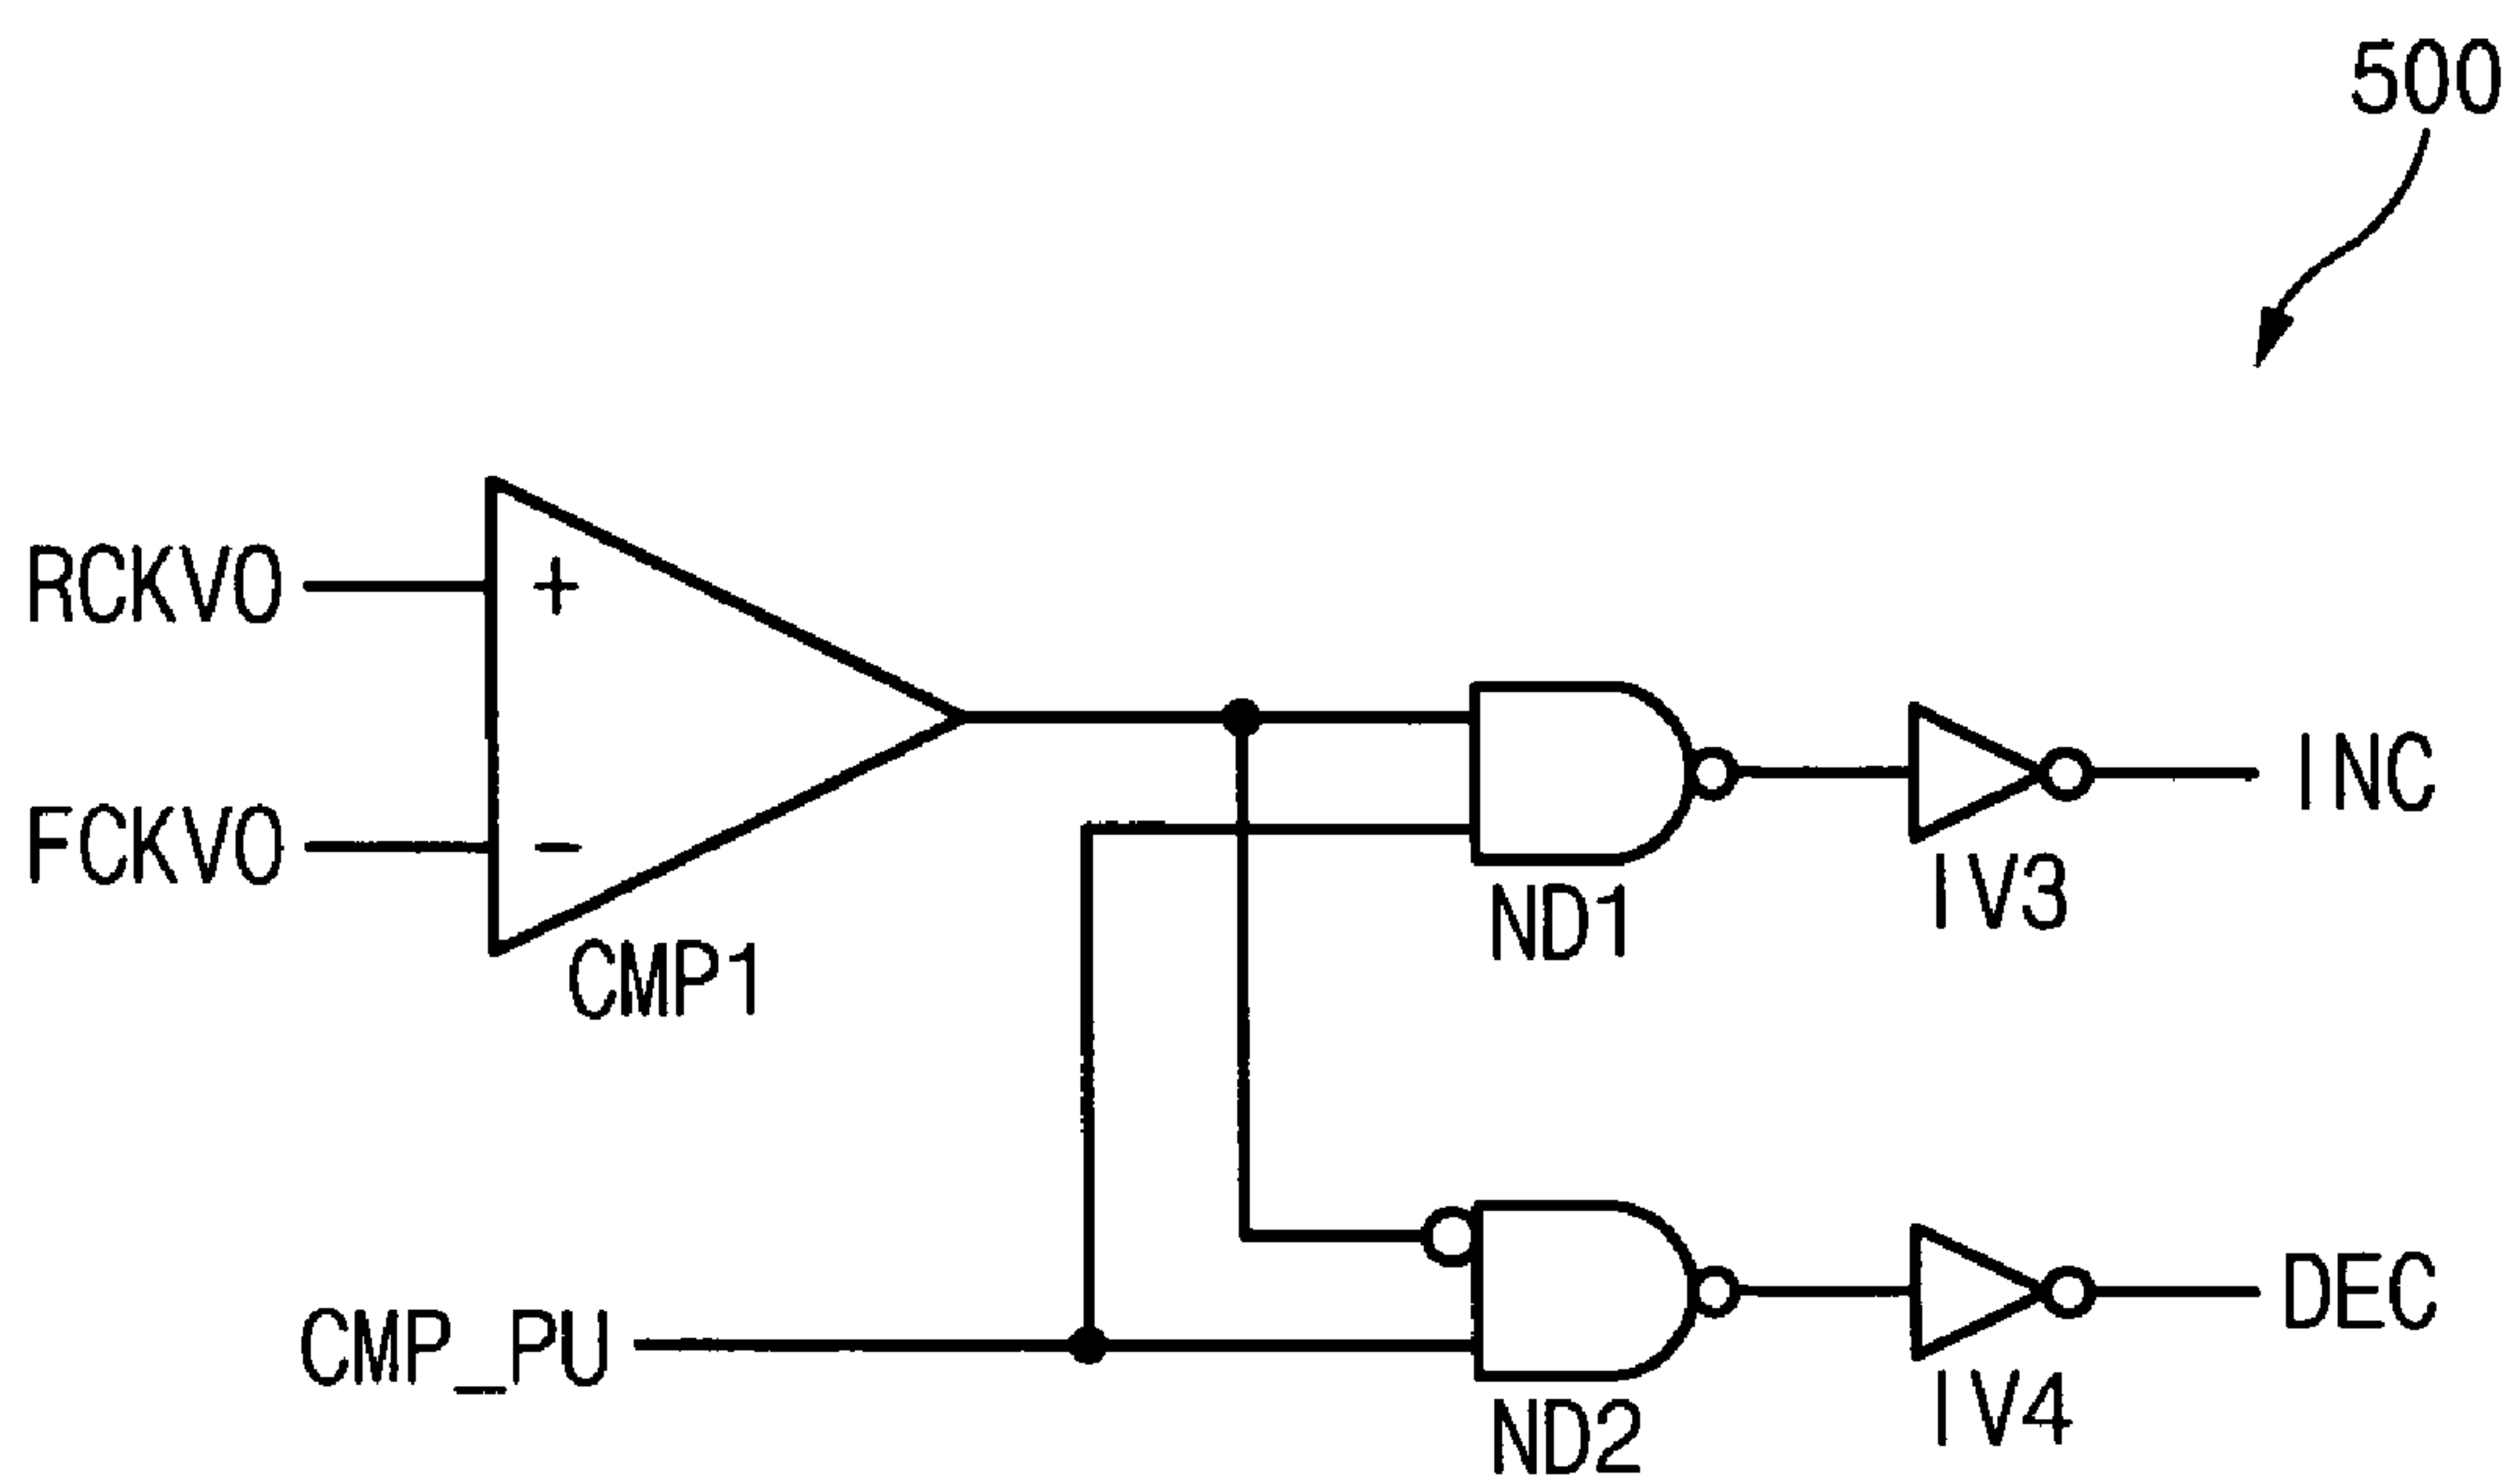 500
RCKVO
+
FCKVO
-
CMP1
INC
ND1
IV3
CMP_PU
DEC
ND2
IV4